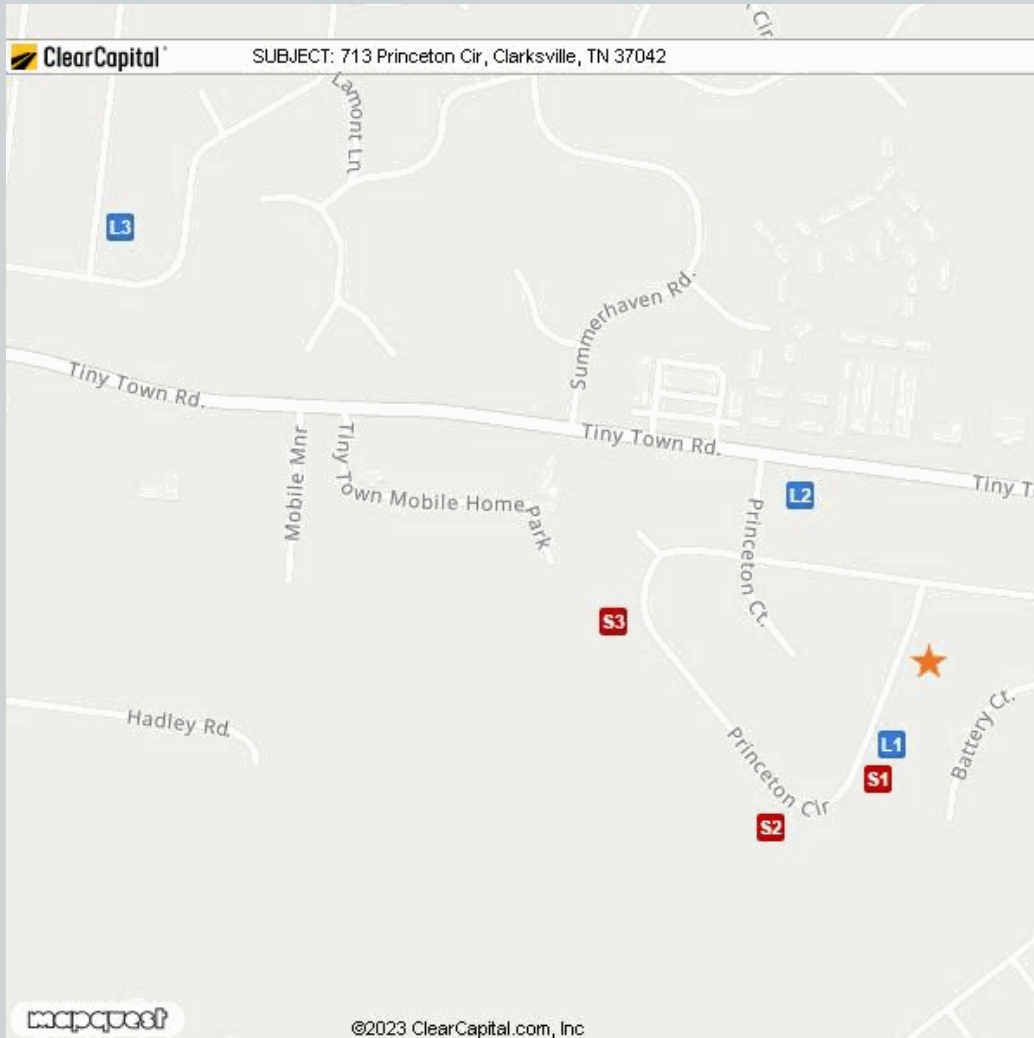 Cir
ClearCapital
SUBJECT: 713 Princeton Cir, Clarksville, TN 37042
Lamont Ln.
L3
Summerhaven Rd.
Tiny Town Rd.
Tiny Town Rd.
Tiny T
Mobile Mnr
Tiny Town Mobile Home Park
L2
Princeton Ct.
S3
Hadley Rd.
Battery Ct.
L1
Princeton Cir
S1
S2
mapquest
©2023 ClearCapital.com, Inc